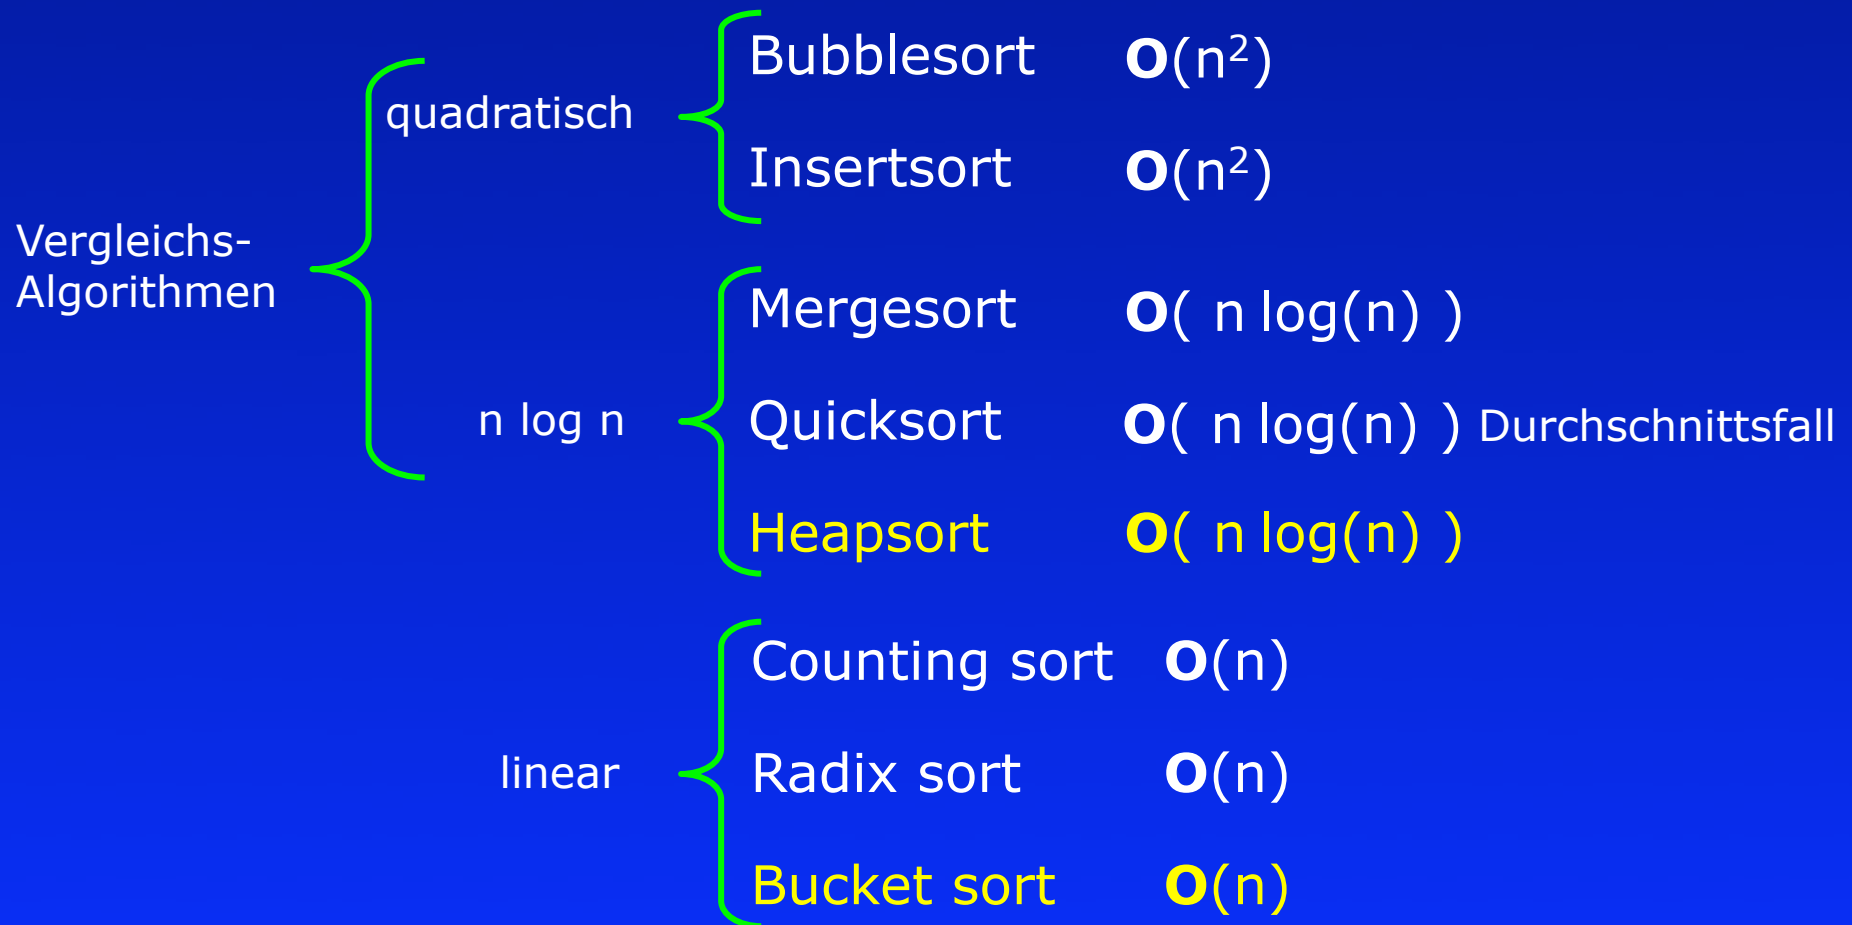 Bubblesort O(n²)
quadratisch
Insertsort O(n²)
Vergleichs-
Algorithmen
Mergesort O( n log(n) )
n log n
Quicksort O( n log(n) ) Durchschnittsfall
Heapsort O( n log(n) )
Counting sort O(n)
linear
Radix sort O(n)
Bucket sort O(n)